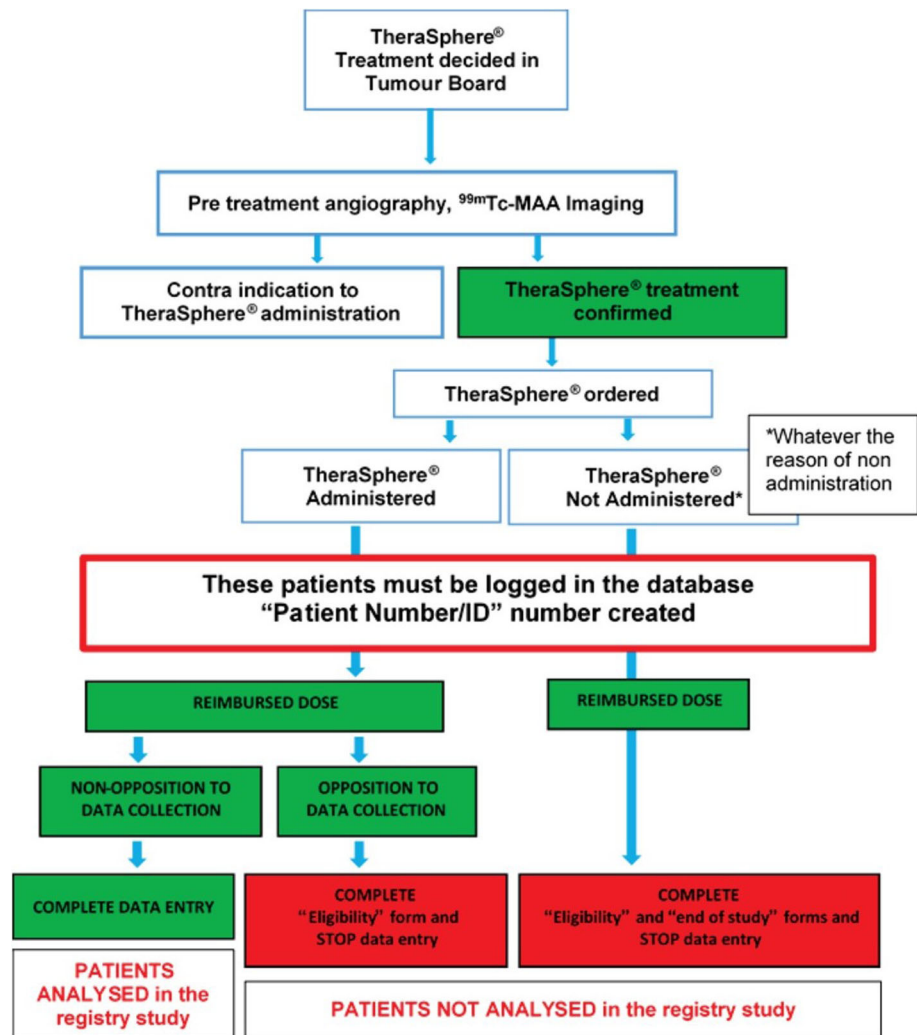 TheraSphere®
Treatment decided in
Tumour Board
Pre treatment angiography, ⁹⁹ᵐTc-MAA Imaging
Contra indication to
TheraSphere® administration
TheraSphere® treatment
confirmed
TheraSphere® ordered
*Whatever the
reason of non
administration
TheraSphere®
Administered
TheraSphere®
Not Administered*
These patients must be logged in the database
“Patient Number/ID” number created
REIMBURSED DOSE
REIMBURSED DOSE
NON-OPPOSITION TO
DATA COLLECTION
OPPOSITION TO
DATA COLLECTION
COMPLETE DATA ENTRY
COMPLETE
“Eligibility” form and
STOP data entry
COMPLETE
“Eligibility” and “end of study” forms and
STOP data entry
PATIENTS
ANALYSED in the
registry study
PATIENTS NOT ANALYSED in the registry study